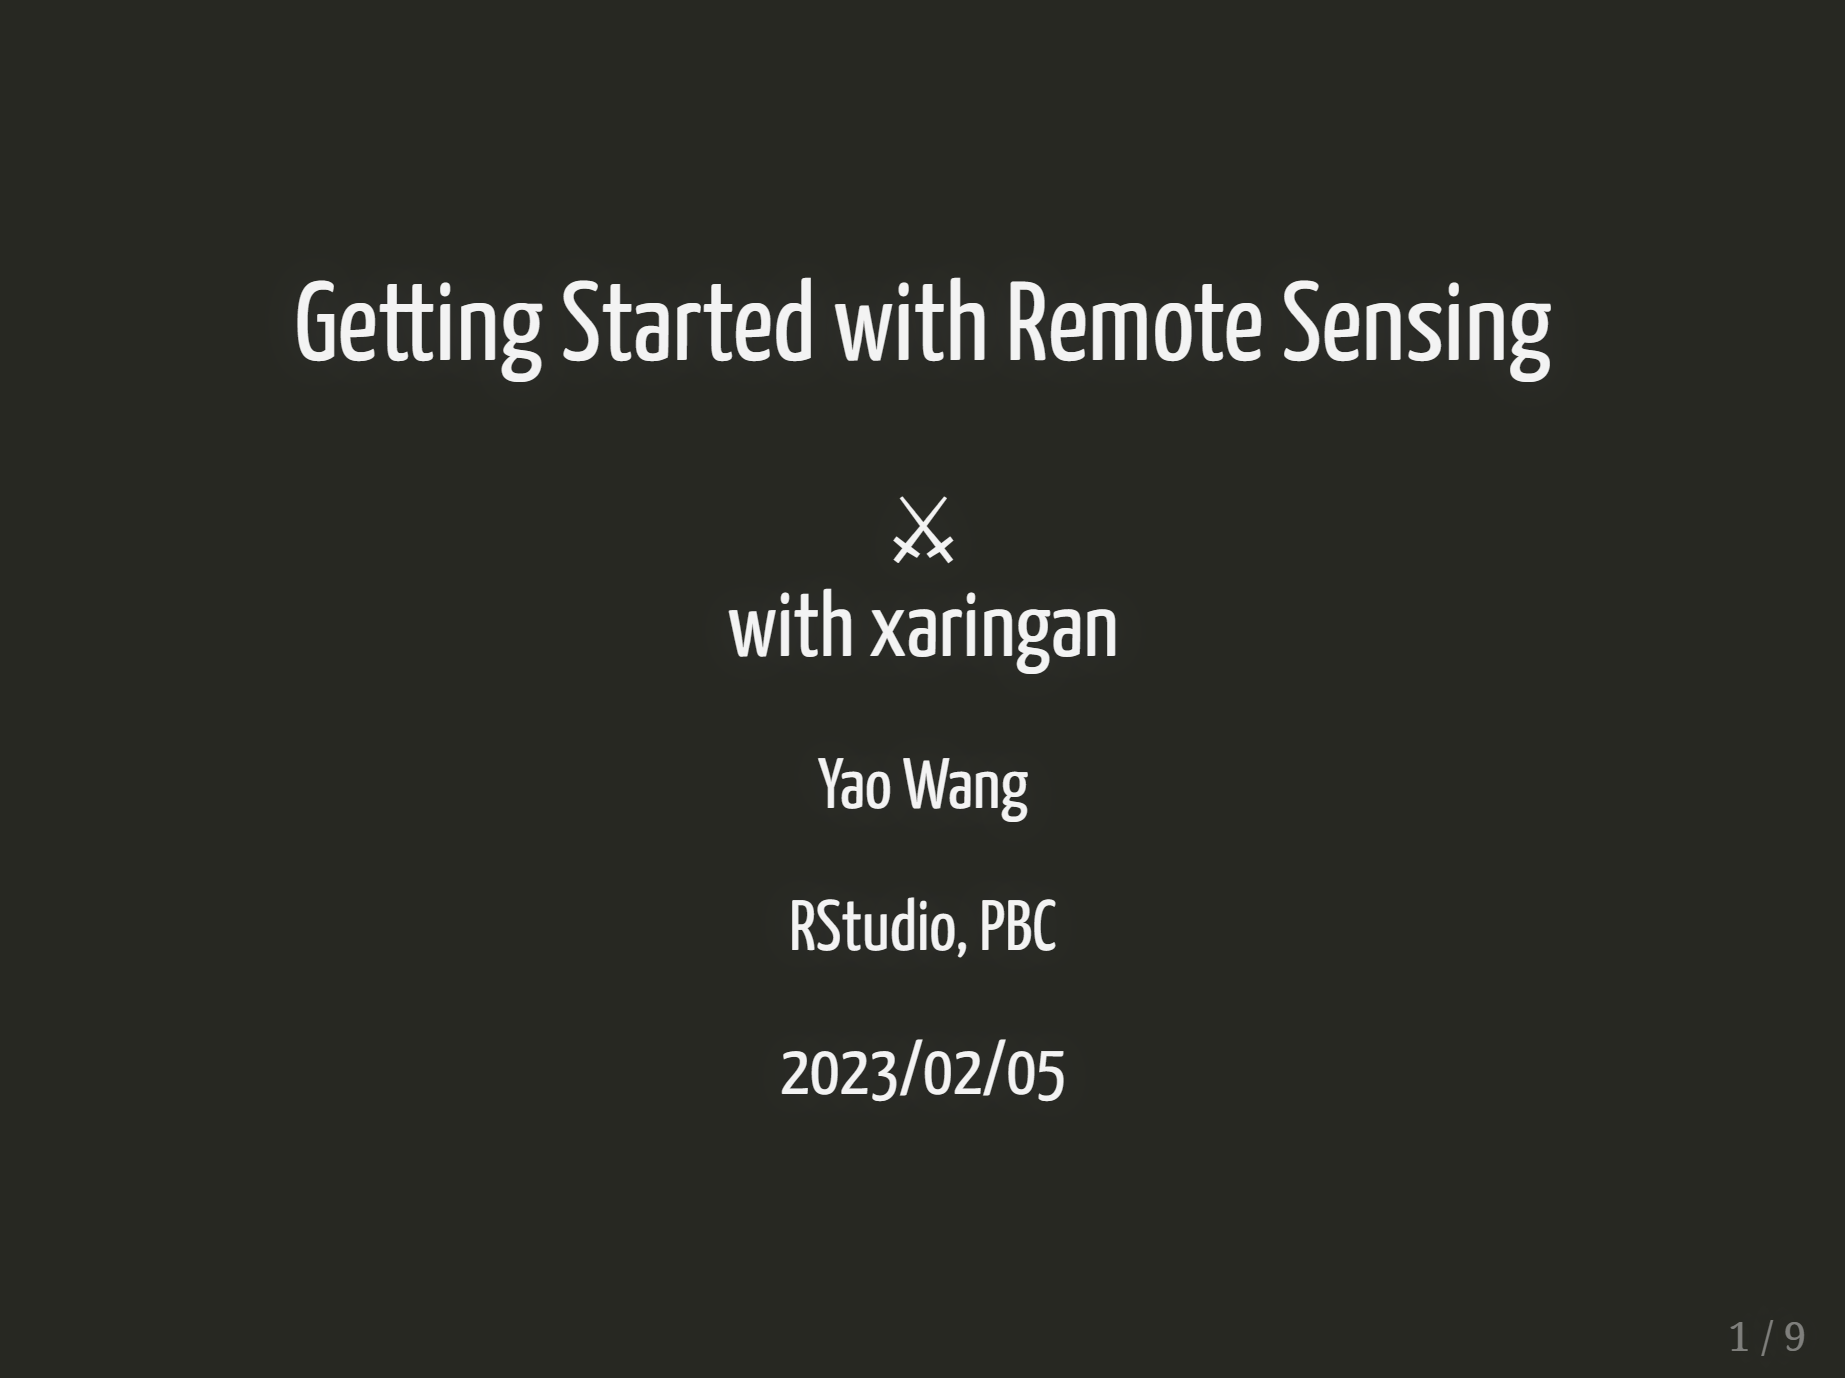 Getting Started with Remote Sensing
⚔
with xaringan
Yao Wang
RStudio, PBC
2023/02/05
1 / 9